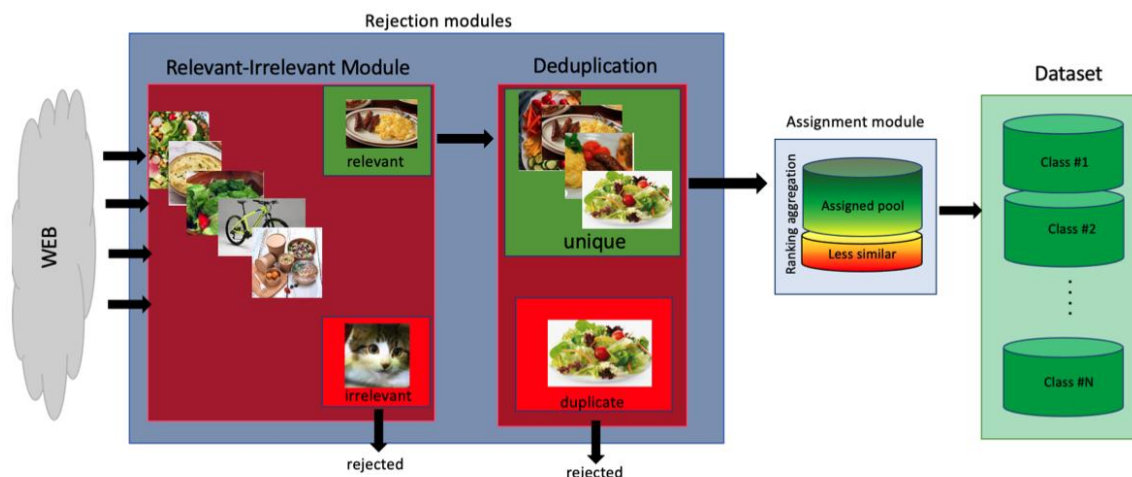 Rejection modules
Relevant-Irrelevant Module
Deduplication
Dataset
WEB
relevant
irrelevant
rejected
unique
duplicate
rejected
Assignment module
Ranking aggregation
Assigned pool
Less similar
Class #1
Class #2
.....
Class #N